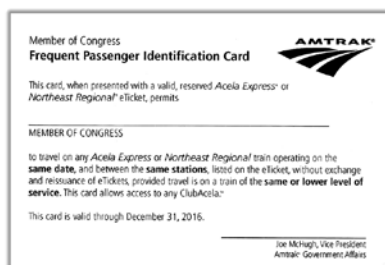 Member of Congress
Frequent Passenger Identification Card
AMTRAK®
This card, when presented with a valid, reserved Acela Express® or
Northeast Regional® eTicket, permits
MEMBER OF CONGRESS
to travel on any Acela Express or Northeast Regional train operating on the
same date, and between the same stations, listed on the eTicket, without exchange
and reissuance of eTickets, provided travel is on a train of the same or lower level of
service. This card allows access to any ClubAcela.®
This card is valid through December 31, 2016.
Joe McHugh, Vice President
Amtrak Government Affairs